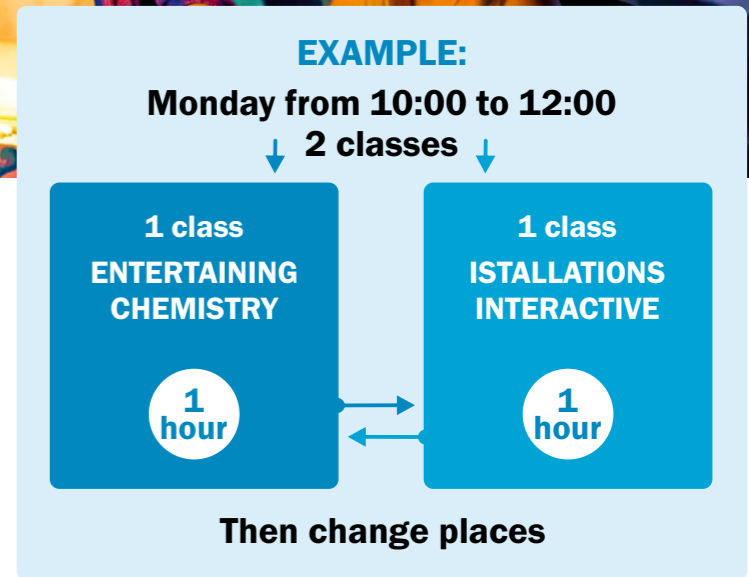 EXAMPLE:
Monday from 10:00 to 12:00
2 classes
1 class
ENTERTAINING
CHEMISTRY
1
hour
1 class
ISTALLATIONS
INTERACTIVE
1
hour
Then change places